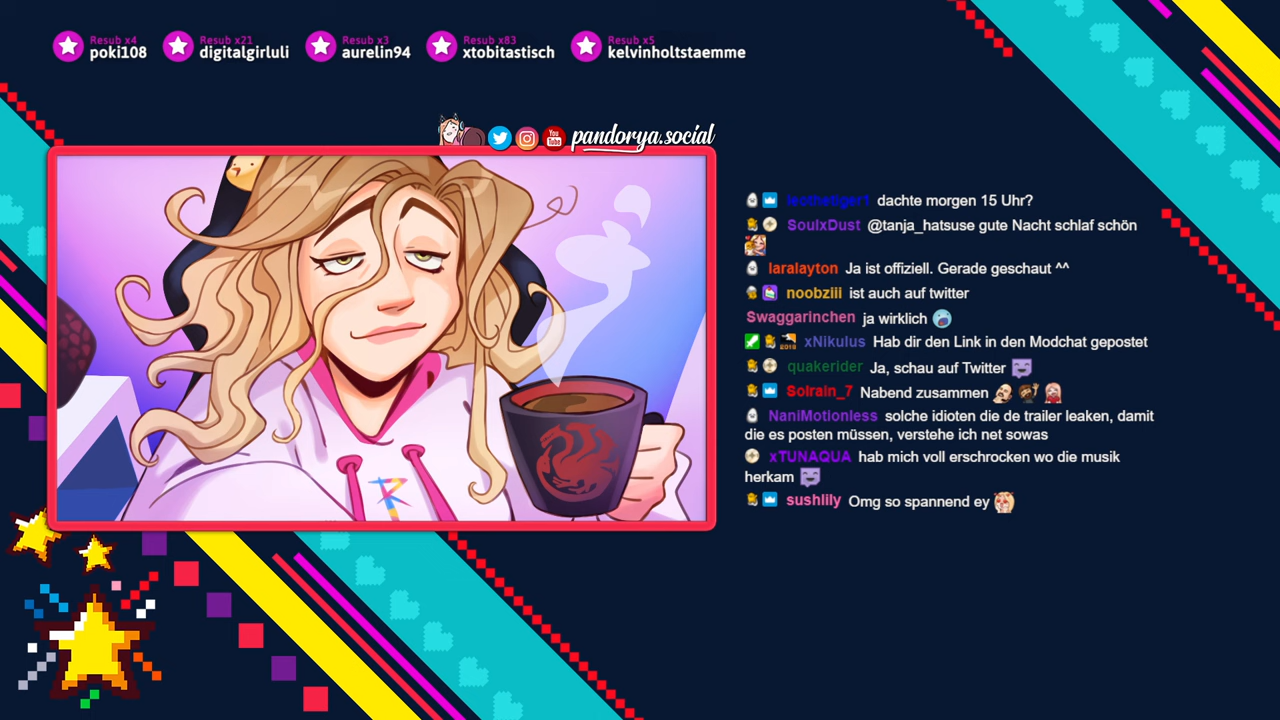 Resub x4
poki108
Resub x21
digitalgirluli
Resub x3
aurelin94
Resub x83
xtobitastisch
Resub x5
kelvinholtstaemme
You Tube pandorya.social
leothetiger1 dachte morgen 15 Uhr?
SoulxDust @tanja_hatsuse gute Nacht schlaf schön
laralayton Ja ist offiziell. Gerade geschaut ^^
noobziii ist auch auf twitter
Swaggarinchen ja wirklich
2018 xNikulus Hab dir den Link in den Modchat gepostet
quakerider Ja, schau auf Twitter
Solrain_7 Nabend zusammen
NaniMotionless solche idioten die de trailer leaken, damit
die es posten müssen, verstehe ich net sowas
xTUNAQUA hab mich voll erschrocken wo die musik
herkam
sushlily Omg so spannend ey
R